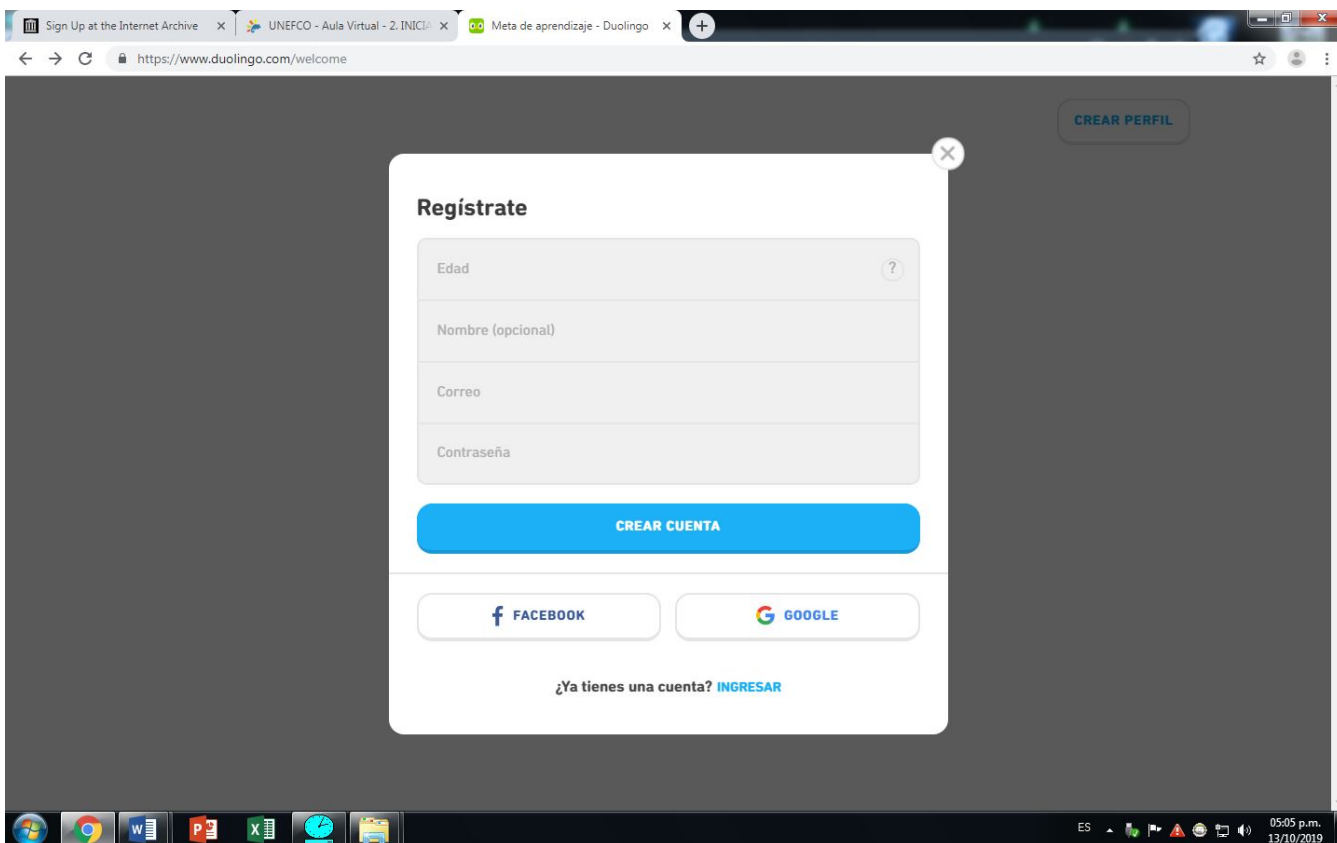 Sign Up at the Internet Archive
UNEFCO - Aula Virtual - 2. INICIA
Meta de aprendizaje - Duolingo
https://www.duolingo.com/welcome
CREAR PERFIL
Regístrate
Edad
?
Nombre (opcional)
Correo
Contraseña
CREAR CUENTA
f FACEBOOK
G GOOGLE
¿Ya tienes una cuenta? INGRESAR
ES
05:05 p.m.
13/10/2019